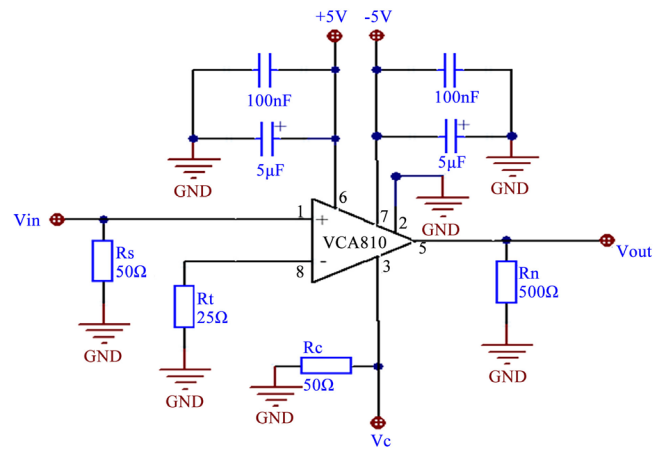 +5V
-5V
100nF
100nF
+
+
5μF
5μF
GND
GND
6
7
2
GND
Vin
1
+
VCA810
5
Vout
-
8
3
Rs
50Ω
Rt
25Ω
Rn
500Ω
GND
Rc
50Ω
GND
GND
GND
Vc